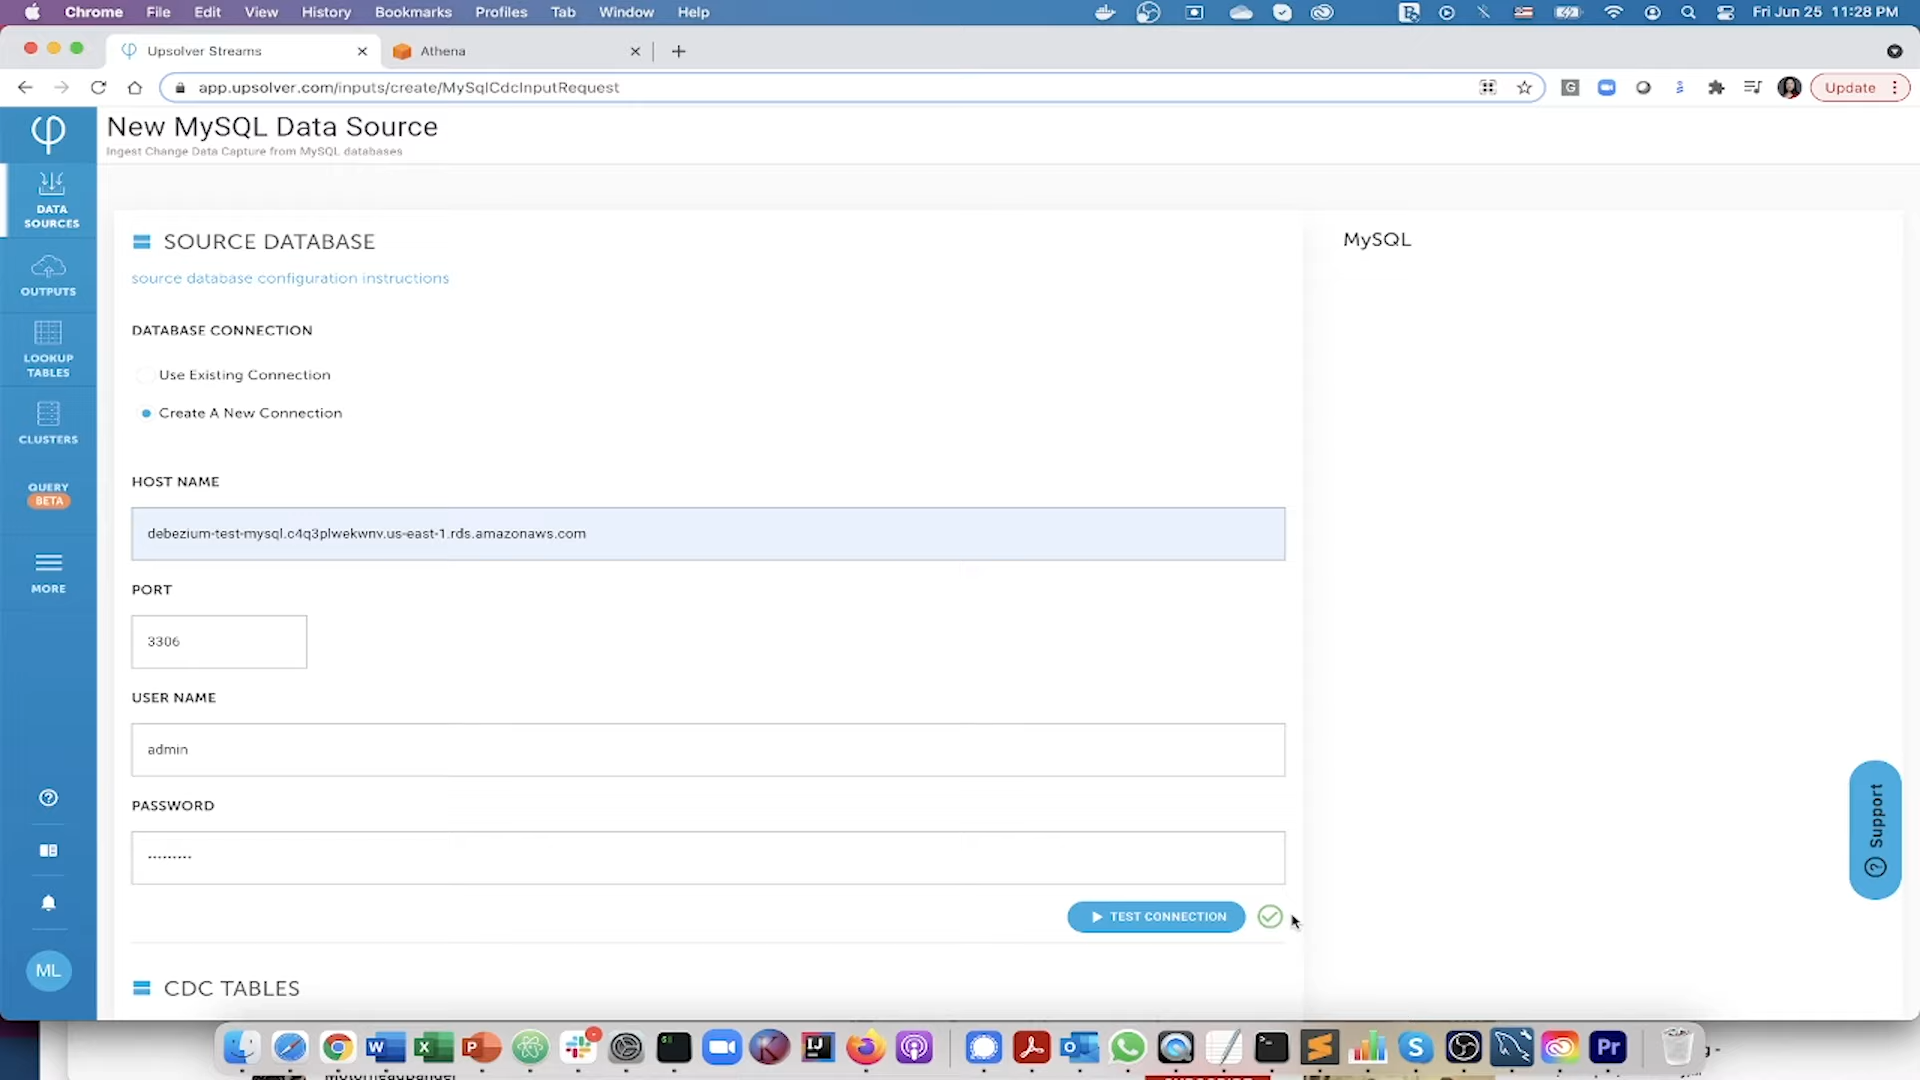 Chrome File Edit View History Bookmarks Profiles Tab Window Help Fri Jun 25 11:28 PM
Upsolver Streams Athena
app.upsolver.com/inputs/create/MySqlCdcInputRequest Update
New MySQL Data Source
Ingest Change Data Capture from MySQL databases
DATA
SOURCES
OUTPUTS
LOOKUP
TABLES
CLUSTERS
QUERY
BETA
MORE
ML
SOURCE DATABASE
source database configuration instructions
DATABASE CONNECTION
Use Existing Connection
Create A New Connection
HOST NAME
debezium-test-mysql.c4q3plwekwnv.us-east-1.rds.amazonaws.com
PORT
3306
USER NAME
admin
PASSWORD
·········
TEST CONNECTION
CDC TABLES
MySQL
Support